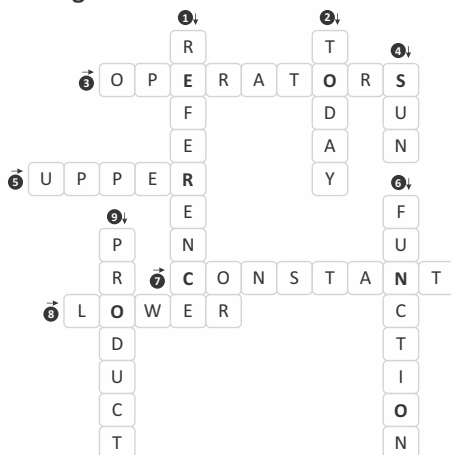 1↓ 2↓
R T 4↓
3→ O P E R A T O R S
F D U
E A N
5→ U P P E R Y 6↓
9↓ E F
P N U
R 7→ C O N S T A N T
8→ L O W E R C
D T
U I
C O
T N